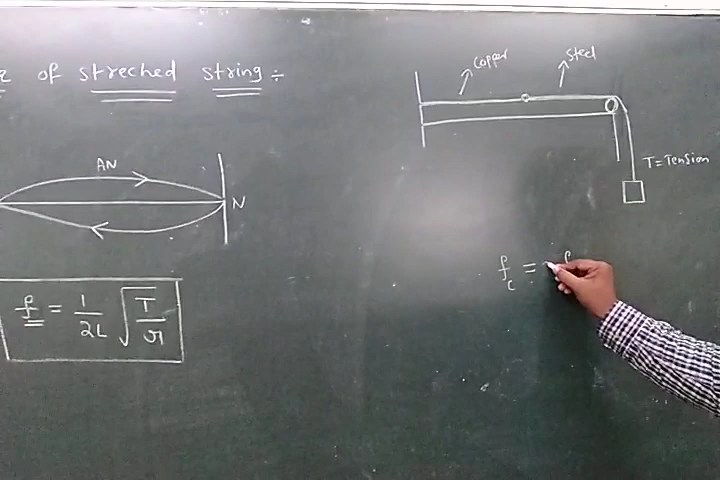 of streched string:-
AN
N
f = 1/2L √T/μ
Copper
Steel
T = Tension
f_c = f